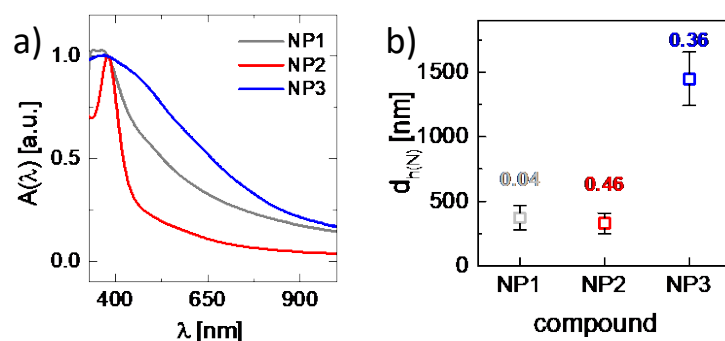 a)
NP1
NP2
NP3
1.0
0.5
0.0
A(λ) [a.u.]
400 650 900
λ [nm]
b)
0.36
0.04
0.46
1500
1000
500
0
d_h(N) [nm]
NP1 NP2 NP3
compound